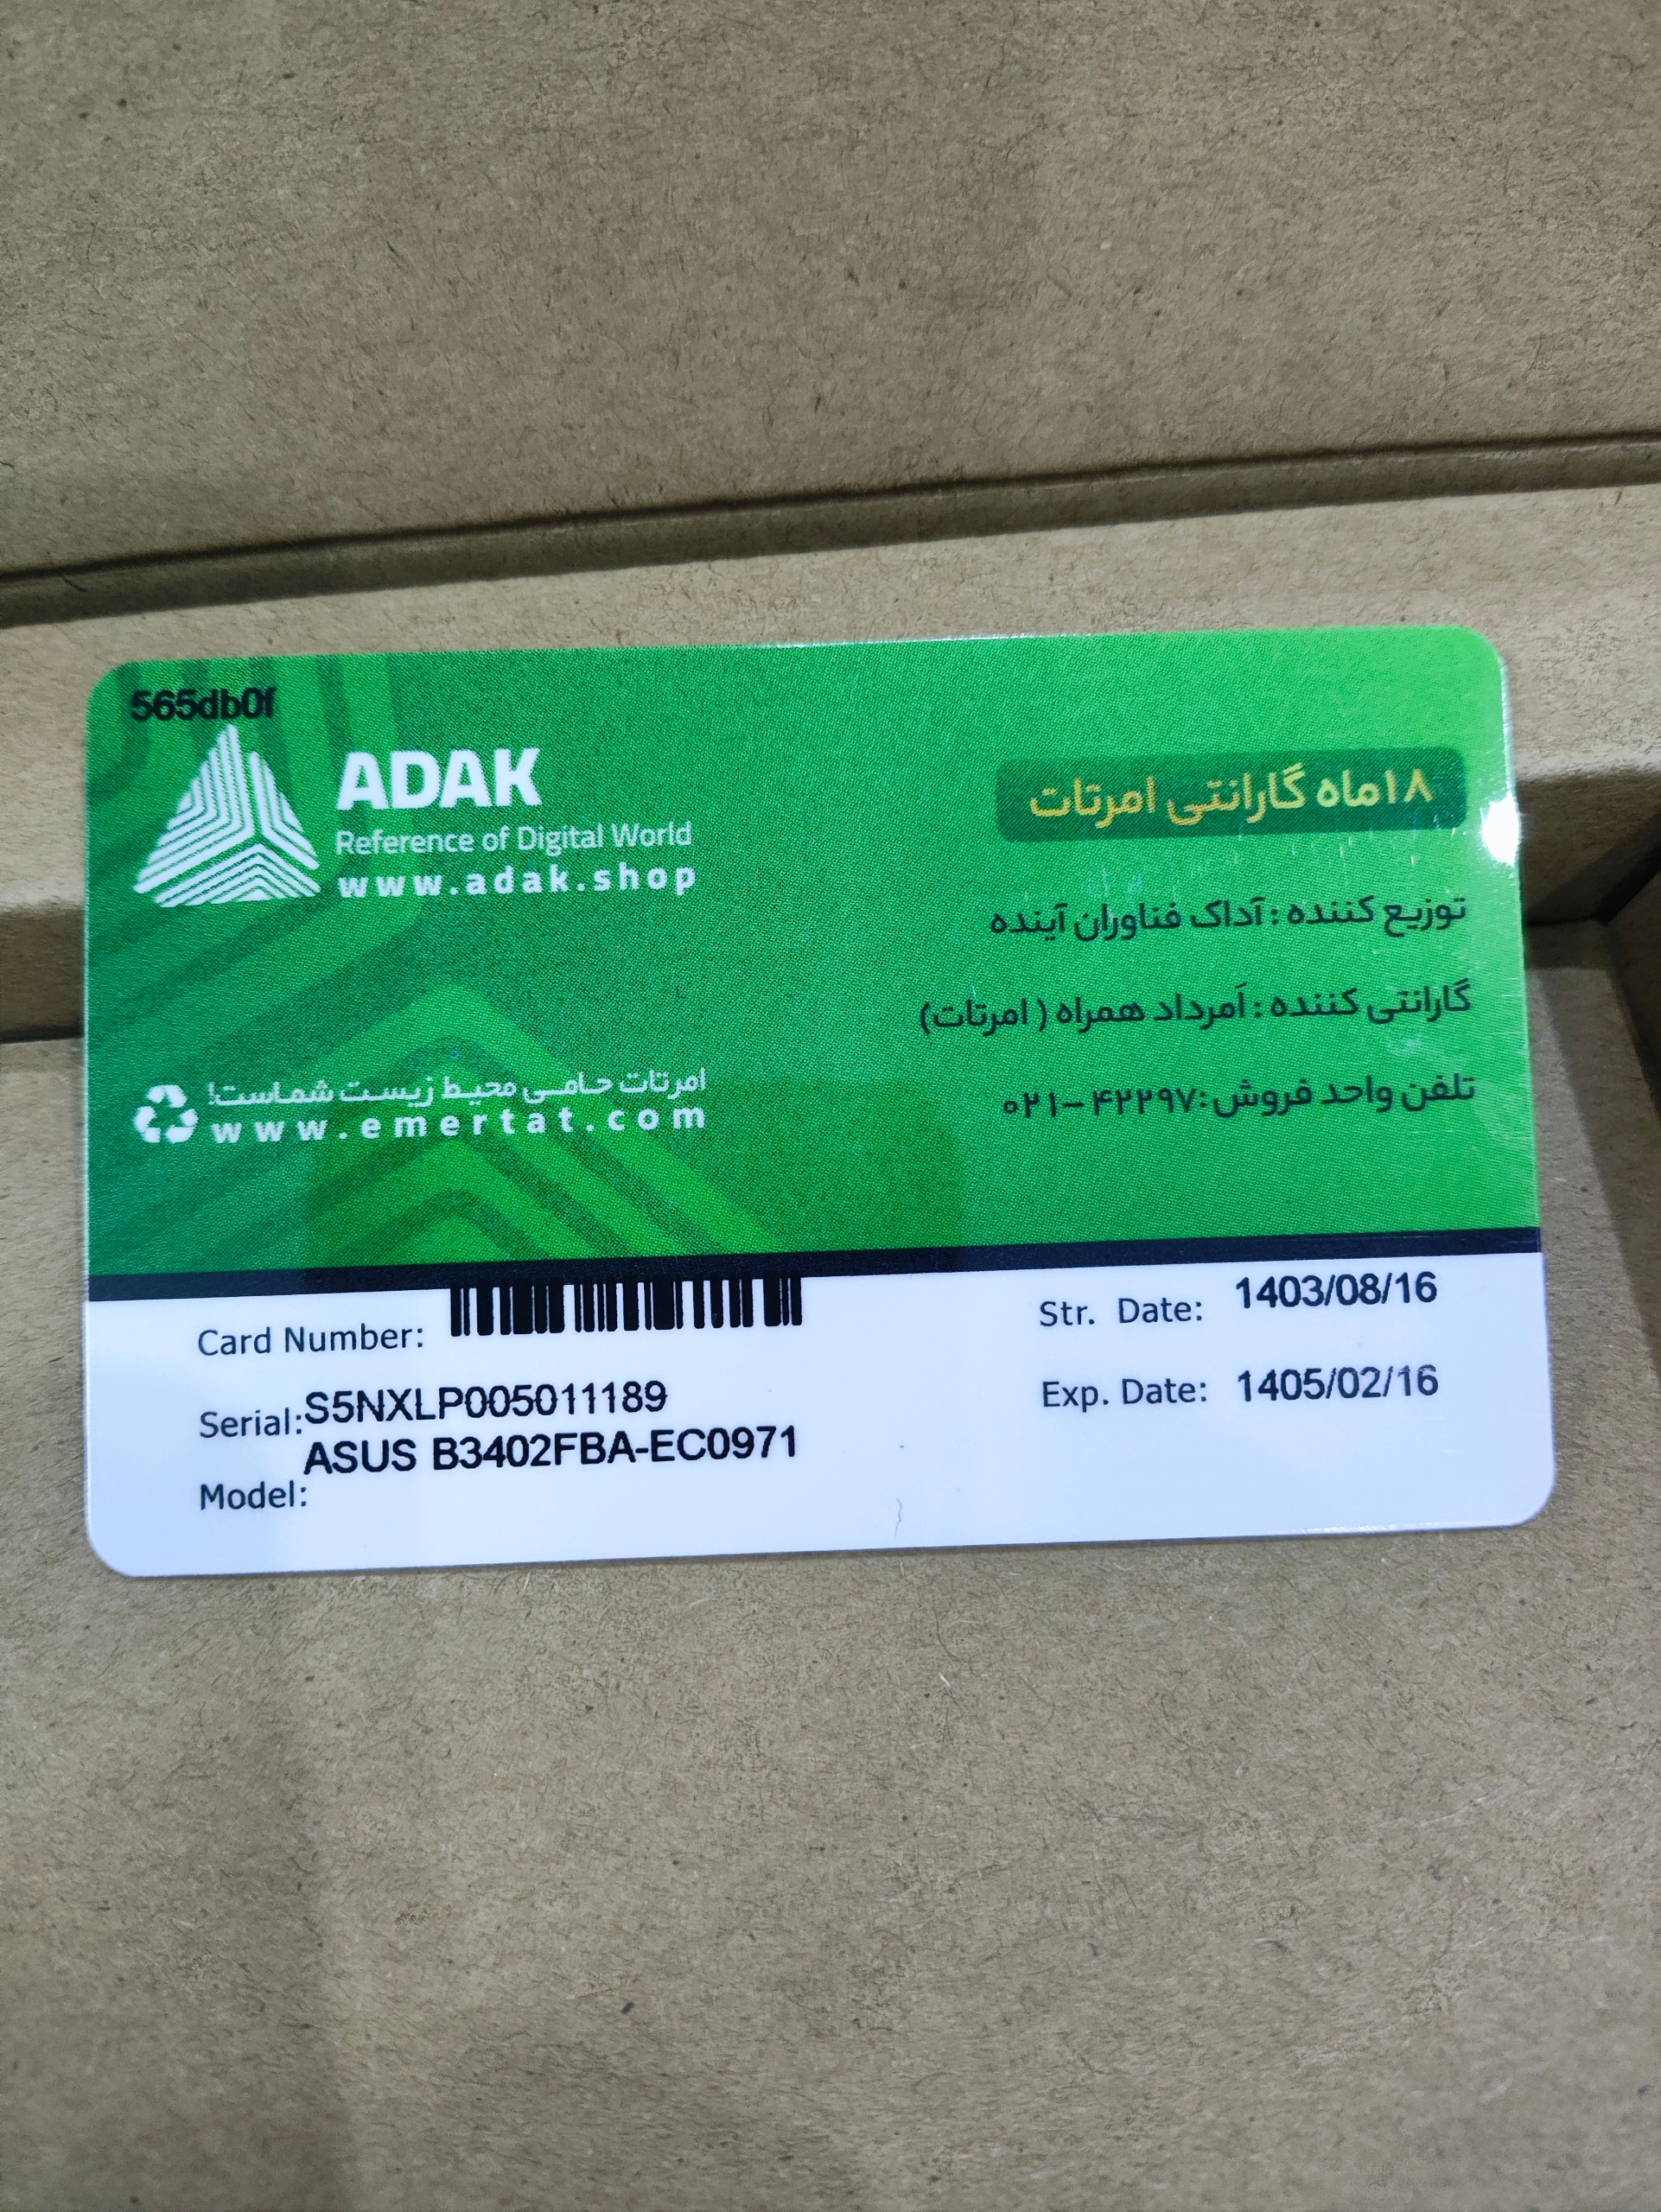 565db0f
ADAK
Reference of Digital World
www.adak.shop
۱۸ماه گارانتی امرتات
توزیع کننده : آداک فناوران آینده
گارانتی کننده : اَمرداد همراه ( امرتات)
تلفن واحد فروش: ۴۲۲۹۷–۰۲۱
امرتات حامی محیط زیست شماست!
www.emertat.com
Card Number:
Serial:S5NXLP005011189
ASUS B3402FBA-EC0971
Model:
Str. Date: 1403/08/16
Exp. Date: 1405/02/16